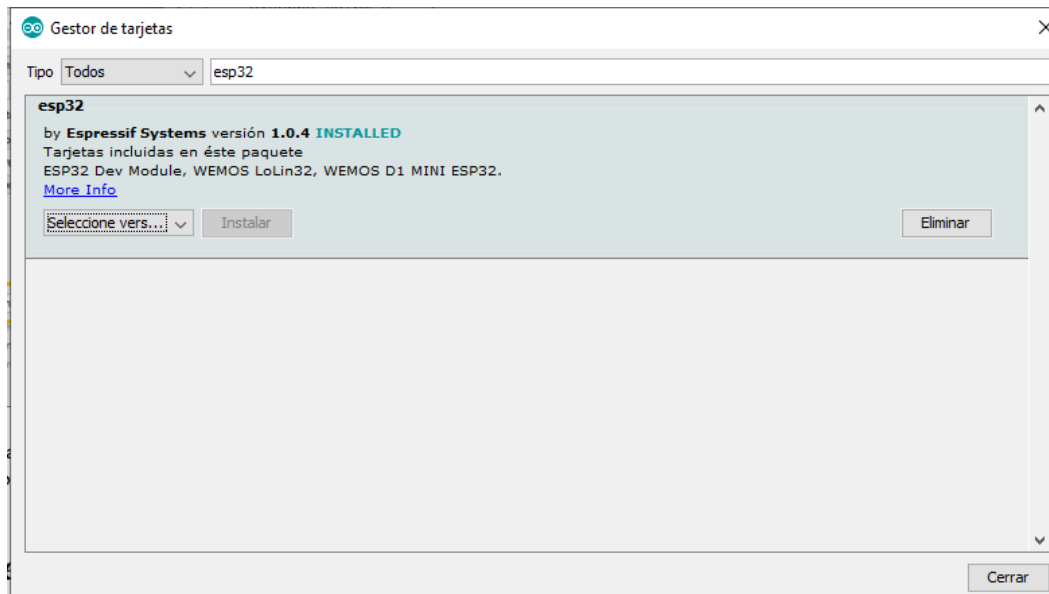 Gestor de tarjetas
Tipo Todos esp32
esp32
by Espressif Systems versión 1.0.4 INSTALLED
Tarjetas incluidas en éste paquete
ESP32 Dev Module, WEMOS LoLin32, WEMOS D1 MINI ESP32.
More Info
Seleccione vers... Instalar Eliminar
Cerrar